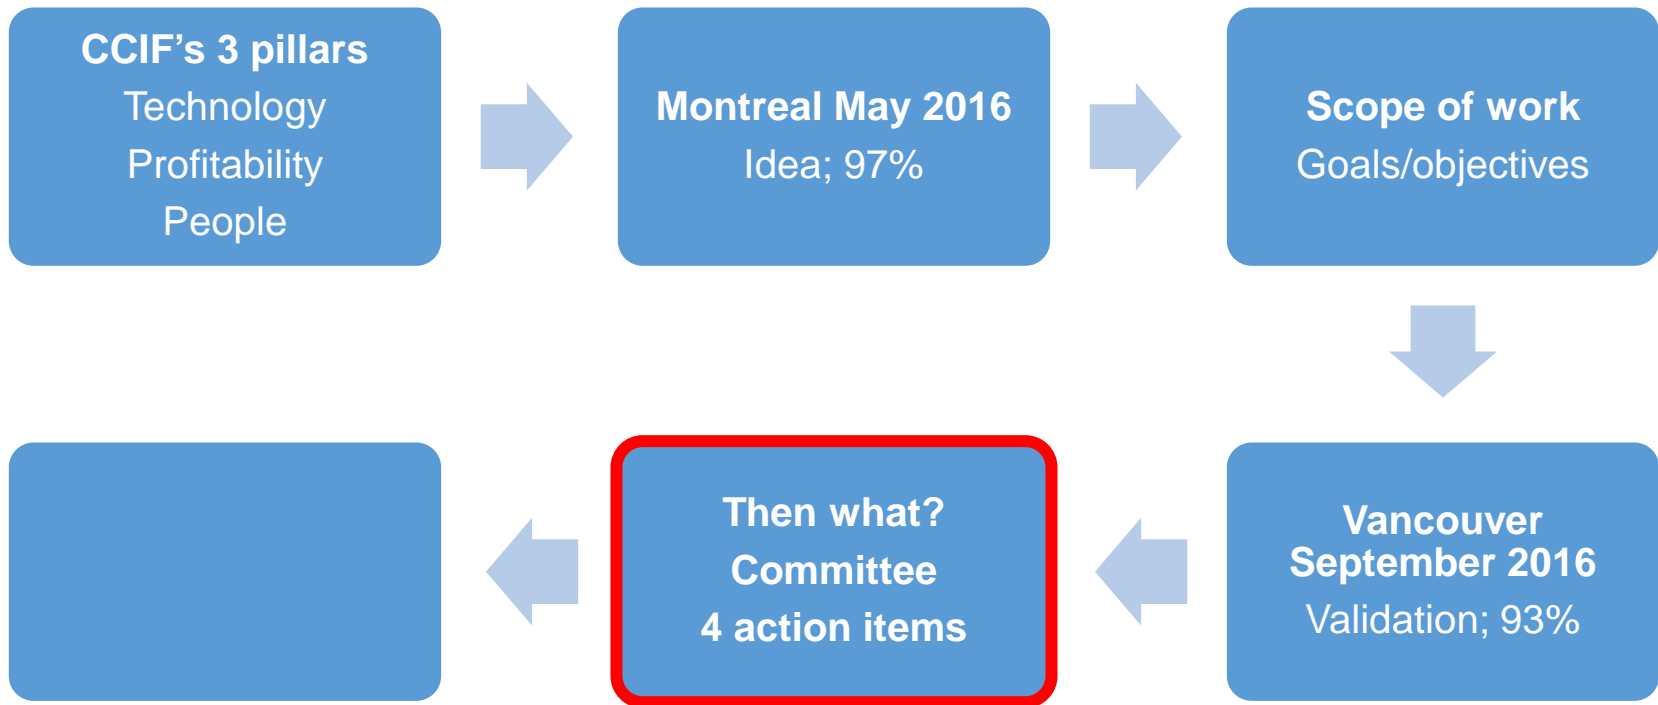 CCIF’s 3 pillars
Technology
Profitability
People
Montreal May 2016
Idea; 97%
Scope of work
Goals/objectives
Vancouver
September 2016
Validation; 93%
Then what?
Committee
4 action items